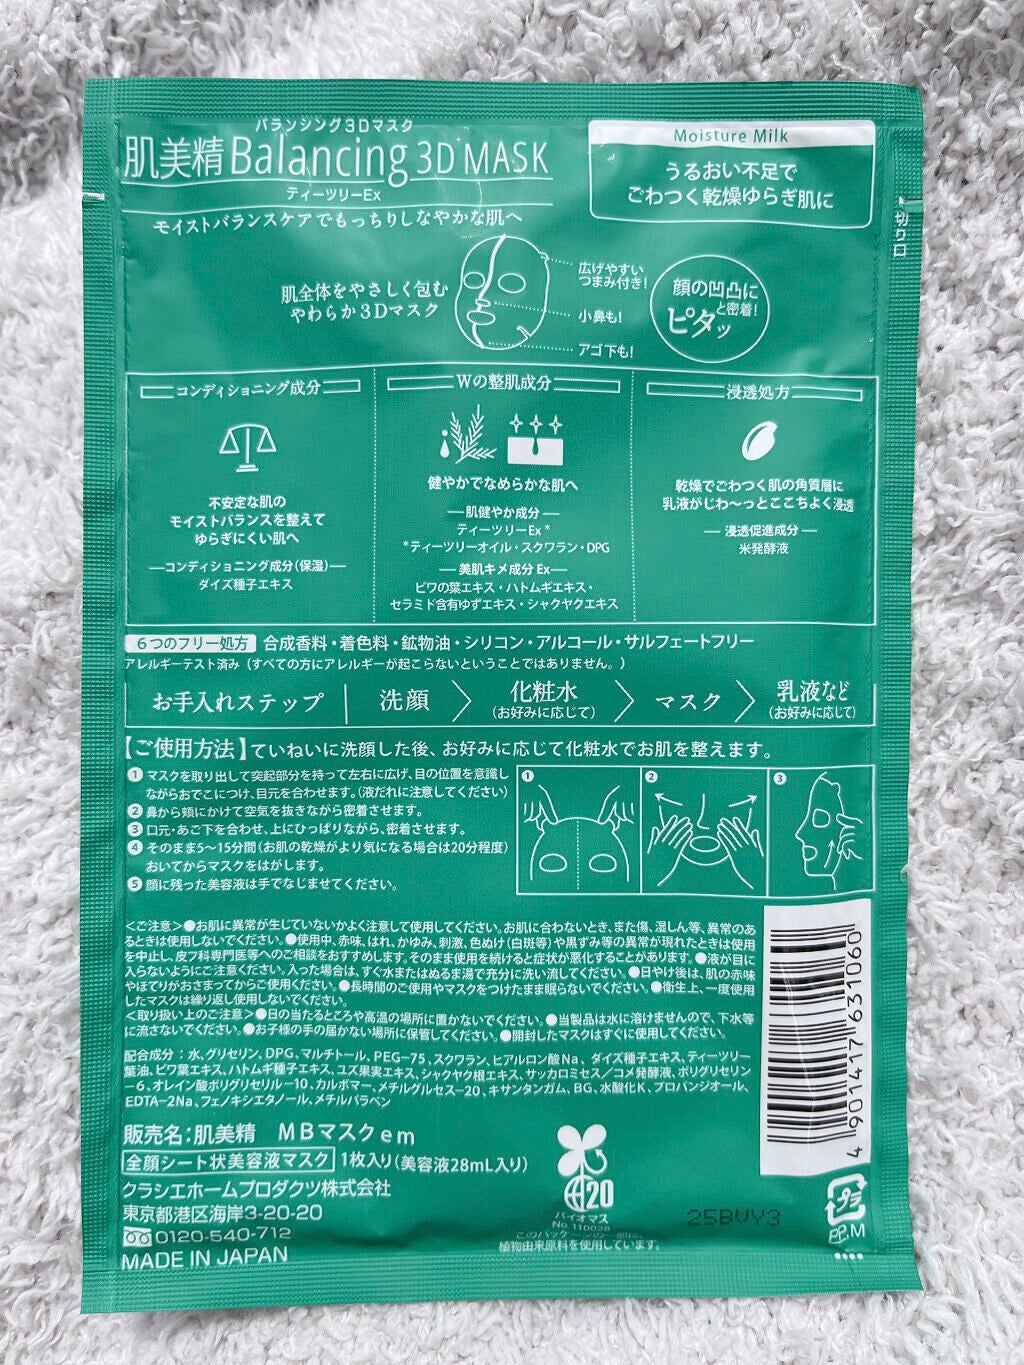 バランシング3Dマスク
肌美精 Balancing 3D MASK
ティーツリーEx
モイストバランスケアでもっちりしなやかな肌へ
Moisture Milk
うるおい不足で
ごわつく乾燥ゆらぎ肌に
切り口
肌全体をやさしく包む
やわらか3Dマスク
広げやすい
つまみ付き!
小鼻も!
アゴ下も!
顔の凹凸に
ピタッ
と密着!
コンディショニング成分
不安定な肌の
モイストバランスを整えて
ゆらぎにくい肌へ
―コンディショニング成分(保湿)―
ダイズ種子エキス
Wの整肌成分
健やかでなめらかな肌へ
―肌健やか成分―
ティーツリーEx*
*ティーツリーオイル・スクワラン・DPG
―美肌キメ成分 Ex―
ビワの葉エキス・ハトムギエキス・
セラミド含有ゆずエキス・シャクヤクエキス
浸透処方
乾燥でごわつく肌の角質層に
乳液がじわ〜っとここちよく浸透
―浸透促進成分―
米発酵液
6つのフリー処方 合成香料・着色料・鉱物油・シリコン・アルコール・サルフェートフリー
アレルギーテスト済み(すべての方にアレルギーが起こらないということではありません。)
お手入れステップ 洗顔 化粧水 マスク 乳液など
(お好みに応じて) (お好みに応じて)
【ご使用方法】ていねいに洗顔した後、お好みに応じて化粧水でお肌を整えます。
❶ マスクを取り出して突起部分を持って左右に広げ、目の位置を意識し
ながらおでこにつけ、目元を合わせます。(液だれに注意してください)
❷ 鼻から頬にかけて空気を抜きながら密着させます。
❸ 口元・あご下を合わせ、上にひっぱりながら、密着させます。
❹ そのまま5〜15分間(お肌の乾燥がより気になる場合は20分程度)
おいてからマスクをはがします。
❺ 顔に残った美容液は手でなじませてください。
❶ ❷ ❸
<ご注意>●お肌に異常が生じていないかよく注意して使用してください。お肌に合わないとき、また傷、湿しん等、異常のあ
るときは使用しないでください。●使用中、赤味、はれ、かゆみ、刺激、色ぬけ(白斑等)や黒ずみ等の異常が現れたときは使用
を中止し、皮フ科専門医等へのご相談をおすすめします。そのまま使用を続けると症状が悪化することがあります。●液が目に
入らないようにご注意ください。入った場合は、すぐ水またはぬるま湯で充分に洗い流してください。●日やけ後は、肌の赤味
やほてりがおさまってからご使用ください。●長時間のご使用やマスクをつけたまま眠らないでください。●衛生上、一度使用
したマスクは繰り返し使用しないでください。
<取り扱い上のご注意>●日の当たるところや高温の場所に置かないでください。●当製品は水に溶けませんので、下水等
に流さないでください。●お子様の手の届かない場所に保管してください。●開封したマスクはすぐに使用してください。
配合成分：水、グリセリン、DPG、マルチトール、PEG-75、スクワラン、ヒアルロン酸Na、ダイズ種子エキス、ティーツリー
葉油、ビワ葉エキス、ハトムギ種子エキス、ユズ果実エキス、シャクヤク根エキス、サッカロミセス/コメ発酵液、ポリグリセリン
-6、オレイン酸ポリグリセリル-10、カルボマー、メチルグルセス-20、キサンタンガム、BG、水酸化K、プロパンジオール、
EDTA-2Na、フェノキシエタノール、メチルパラベン
4901417631060
販売名：肌美精 MBマスクem
全顔シート状美容液マスク 1枚入り(美容液28mL入り)
クラシエホームプロダクツ株式会社
東京都港区海岸3-20-20
0120-540-712
MADE IN JAPAN
20
バイオマス
No.110028
このパッケージの一部に、
植物由来原料を使用しています。
25BVY3
プラ
PP,M